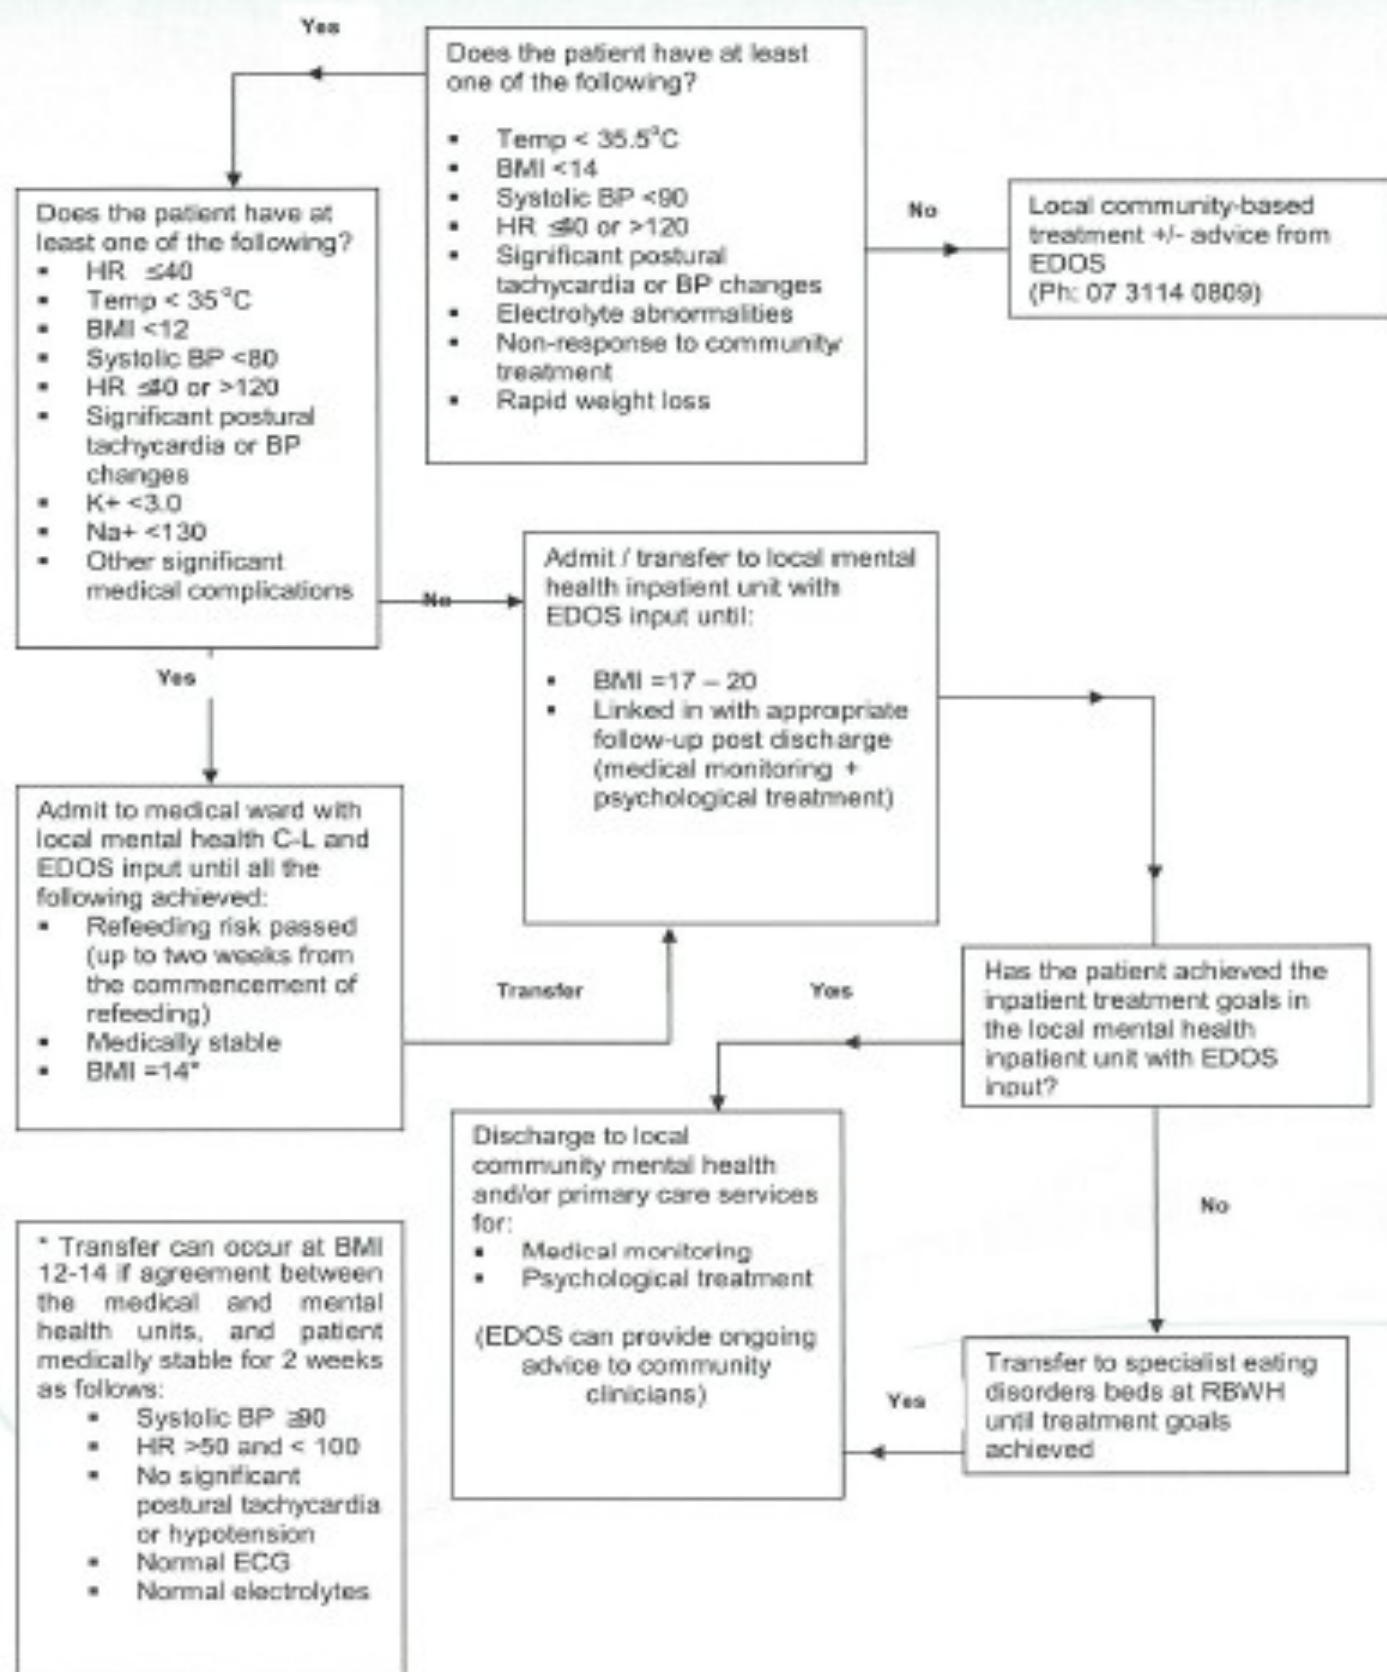 Yes
Does the patient have at least
one of the following?
▪ Temp < 35.5°C
▪ BMI <14
▪ Systolic BP <90
▪ HR ≤40 or >120
▪ Significant postural
tachycardia or BP changes
▪ Electrolyte abnormalities
▪ Non-response to community
treatment
▪ Rapid weight loss
No
Local community-based
treatment +/- advice from
EDOS
(Ph: 07 3114 0809)
Does the patient have at
least one of the following?
▪ HR ≤40
▪ Temp < 35°C
▪ BMI <12
▪ Systolic BP <80
▪ HR ≤40 or >120
▪ Significant postural
tachycardia or BP
changes
▪ K+ <3.0
▪ Na+ <130
▪ Other significant
medical complications
No
Yes
Admit / transfer to local mental
health inpatient unit with
EDOS input until:
▪ BMI =17 – 20
▪ Linked in with appropriate
follow-up post discharge
(medical monitoring +
psychological treatment)
Admit to medical ward with
local mental health C-L and
EDOS input until all the
following achieved:
▪ Refeeding risk passed
(up to two weeks from
the commencement of
refeeding)
▪ Medically stable
▪ BMI =14*
Transfer
Yes
Has the patient achieved the
inpatient treatment goals in
the local mental health
inpatient unit with EDOS
input?
Discharge to local
community mental health
and/or primary care services
for:
▪ Medical monitoring
▪ Psychological treatment
(EDOS can provide ongoing
advice to community
clinicians)
No
Yes
Transfer to specialist eating
disorders beds at RBWH
until treatment goals
achieved
* Transfer can occur at BMI
12-14 if agreement between
the medical and mental
health units, and patient
medically stable for 2 weeks
as follows:
▪ Systolic BP ≥90
▪ HR >50 and < 100
▪ No significant
postural tachycardia
or hypotension
▪ Normal ECG
▪ Normal electrolytes